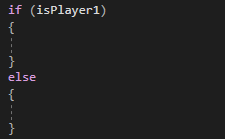 if (isPlayer1)
{
}
else
{
}